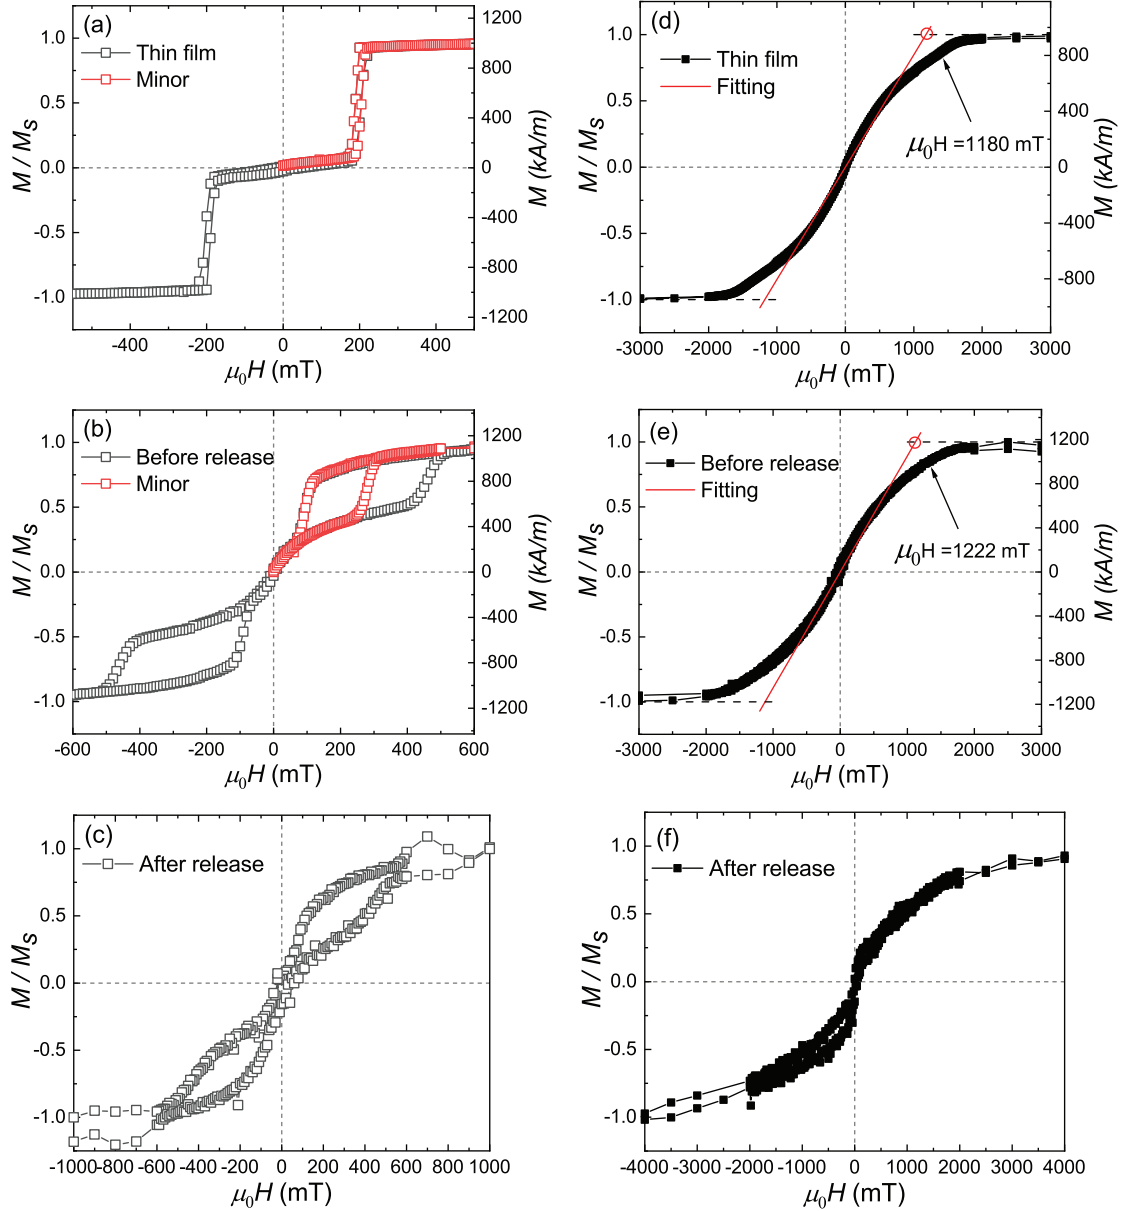 (a)
Thin film
Minor
1.0
0.5
0.0
-0.5
-1.0
M / M_S
1200
800
400
0
-400
-800
-1200
M (kA/m)
-400 -200 0 200 400
μ₀H (mT)
(d)
Thin film
Fitting
μ₀H =1180 mT
1.0
0.5
0.0
-0.5
-1.0
M / M_S
800
400
0
-400
-800
M (kA/m)
-3000 -2000 -1000 0 1000 2000 3000
μ₀H (mT)
(b)
Before release
Minor
1.0
0.5
0.0
-0.5
-1.0
M / M_S
1200
800
400
0
-400
-800
-1200
M (kA/m)
-600 -400 -200 0 200 400 600
μ₀H (mT)
(e)
Before release
Fitting
μ₀H =1222 mT
1.0
0.5
0.0
-0.5
-1.0
M / M_S
1200
800
400
0
-400
-800
-1200
M (kA/m)
-3000 -2000 -1000 0 1000 2000 3000
μ₀H (mT)
(c)
After release
1.0
0.5
0.0
-0.5
-1.0
M / M_S
-1000 -800 -600 -400 -200 0 200 400 600 800 1000
μ₀H (mT)
(f)
After release
1.0
0.5
0.0
-0.5
-1.0
M / M_S
-4000 -3000 -2000 -1000 0 1000 2000 3000 4000
μ₀H (mT)